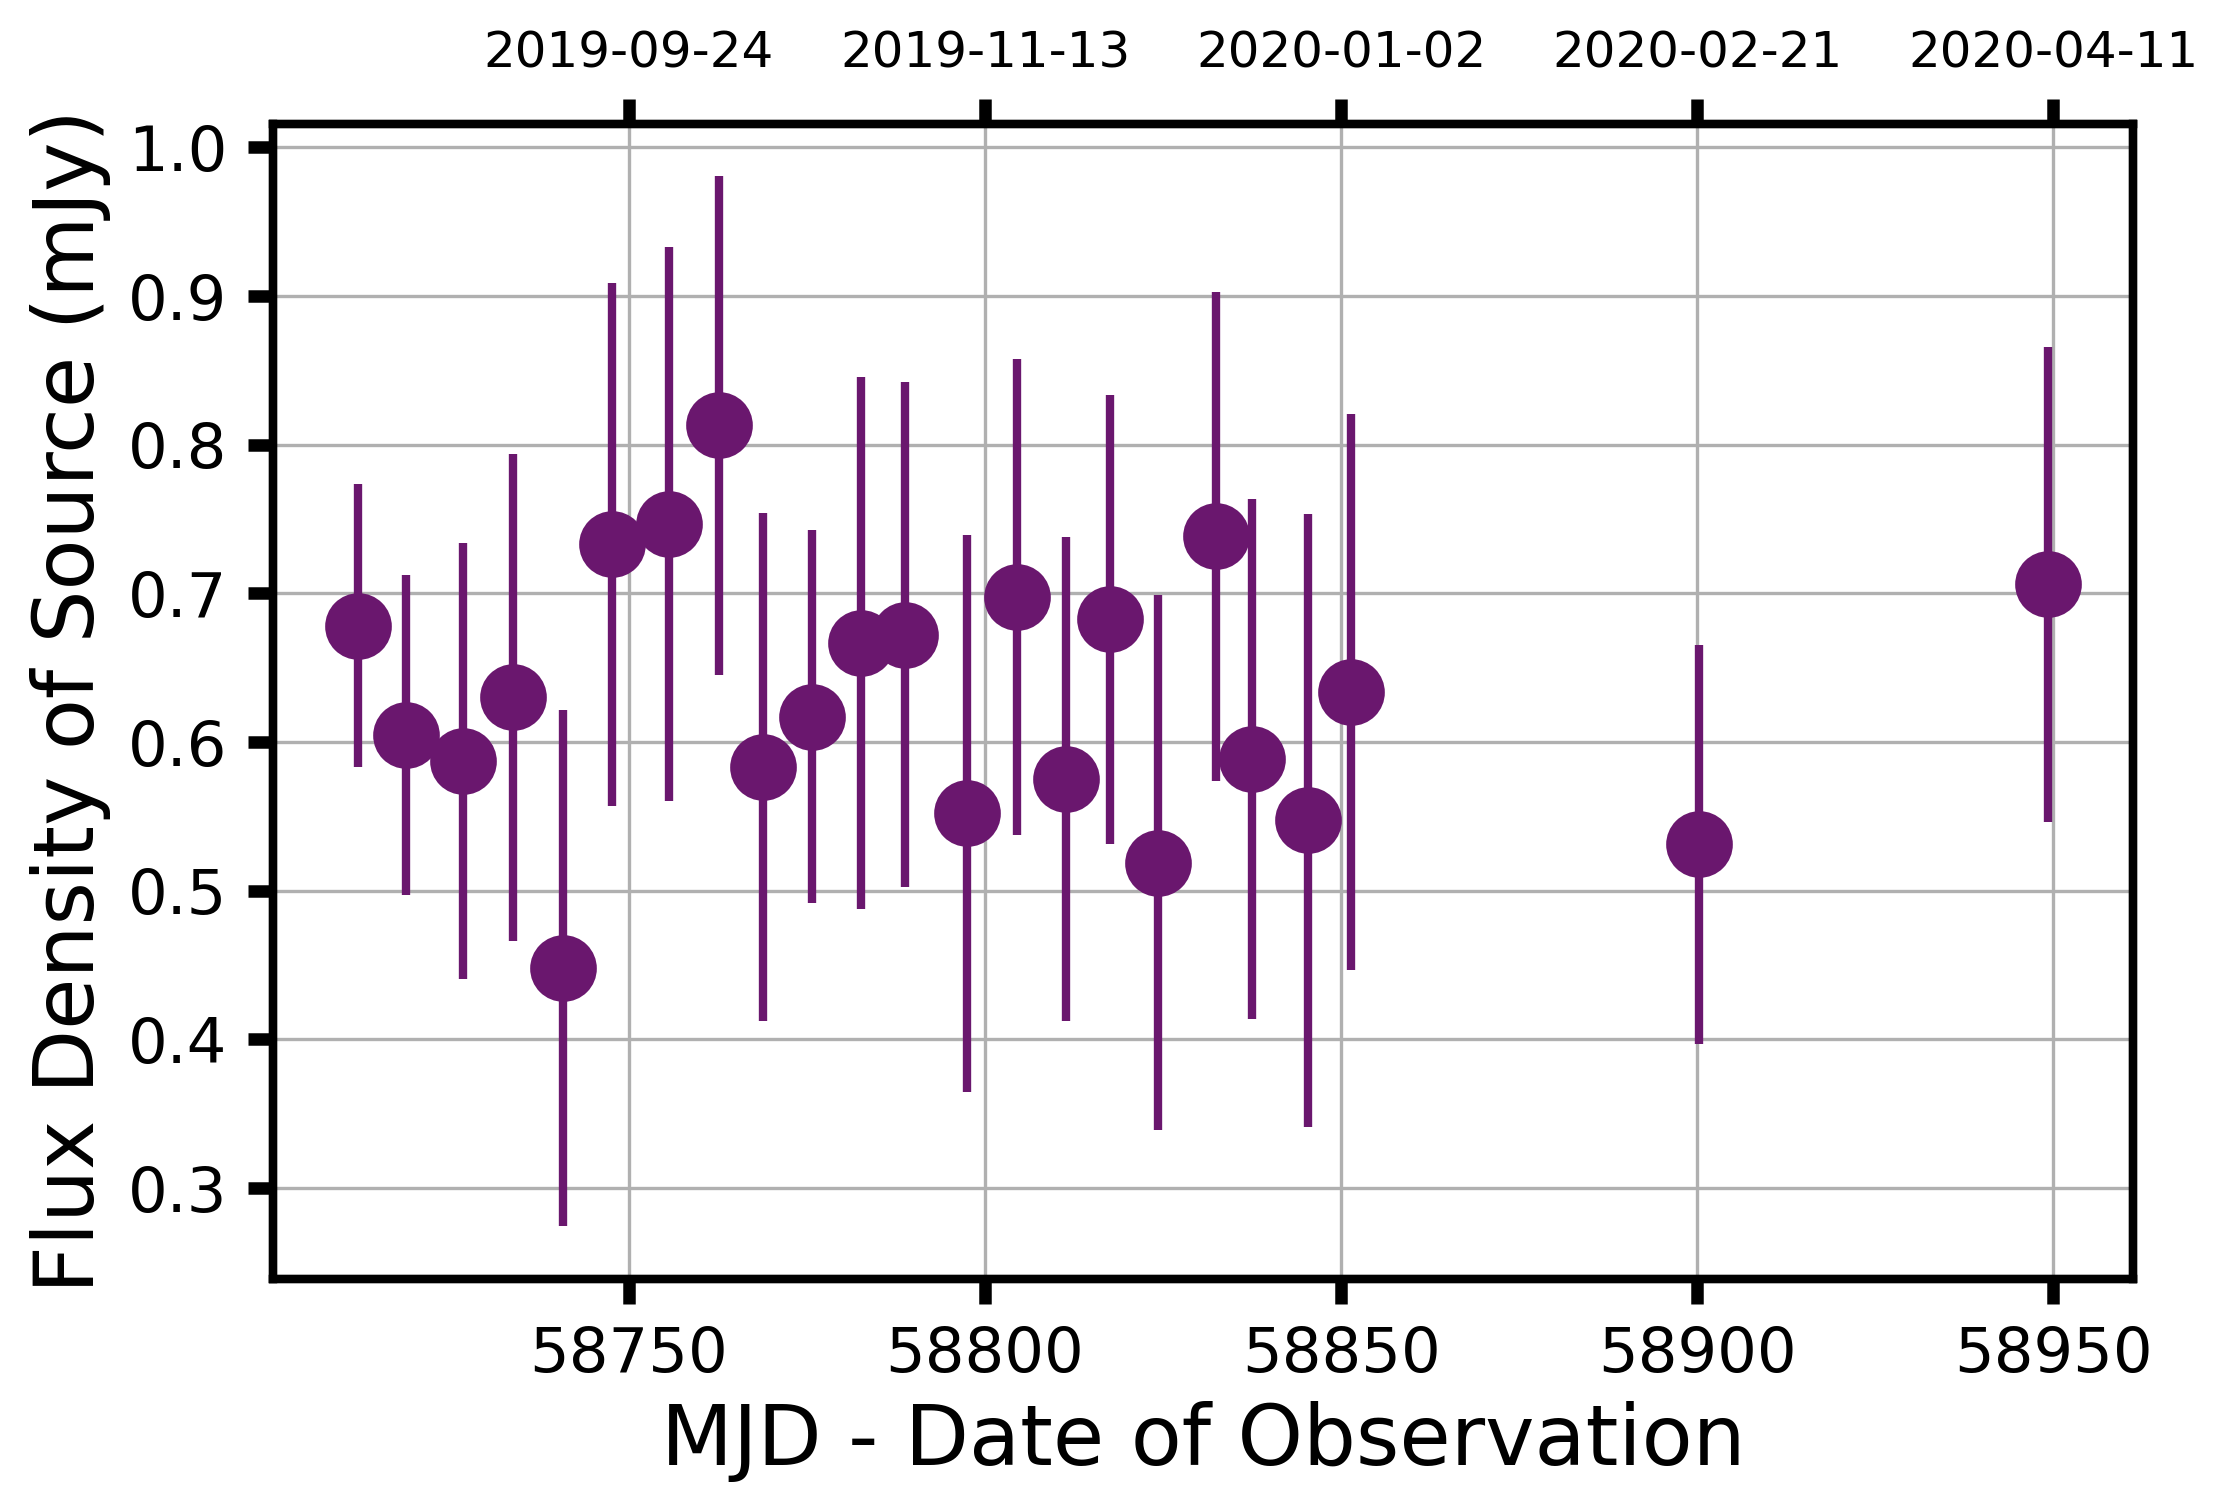 2019-09-24 2019-11-13 2020-01-02 2020-02-21 2020-04-11
Flux Density of Source (mJy)
1.0
0.9
0.8
0.7
0.6
0.5
0.4
0.3
58750 58800 58850 58900 58950
MJD - Date of Observation